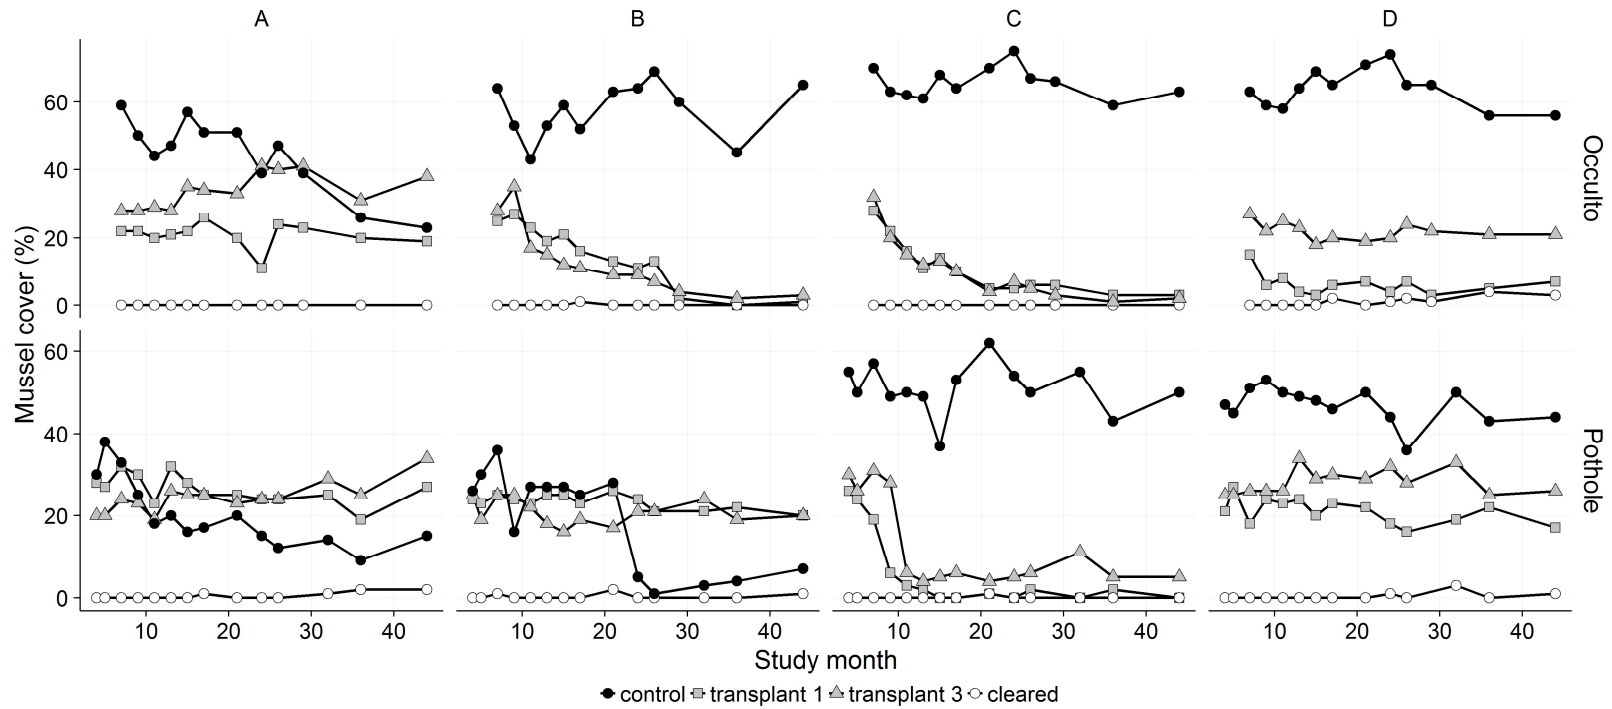 A B C D
60
40
20
0
Occulto
Mussel cover (%)
60
40
20
0
Pothole
10 20 30 40 10 20 30 40 10 20 30 40 10 20 30 40
Study month
control transplant 1 transplant 3 cleared